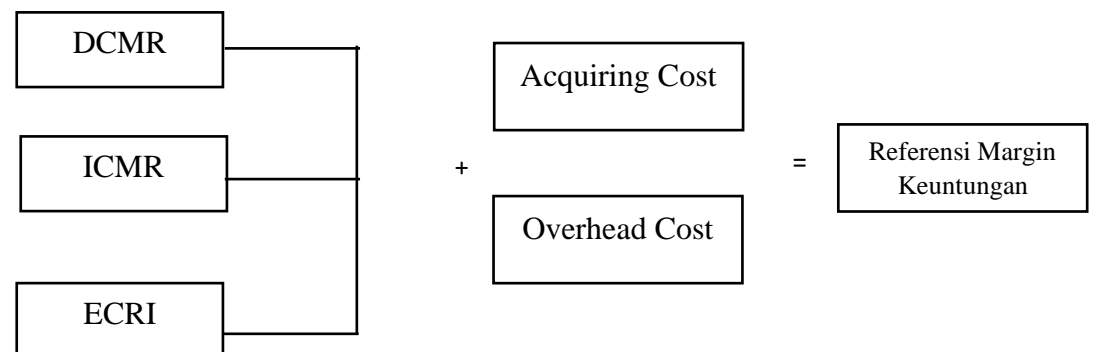 DCMR
ICMR
ECRI
+
Acquiring Cost
Overhead Cost
=
Referensi Margin
Keuntungan